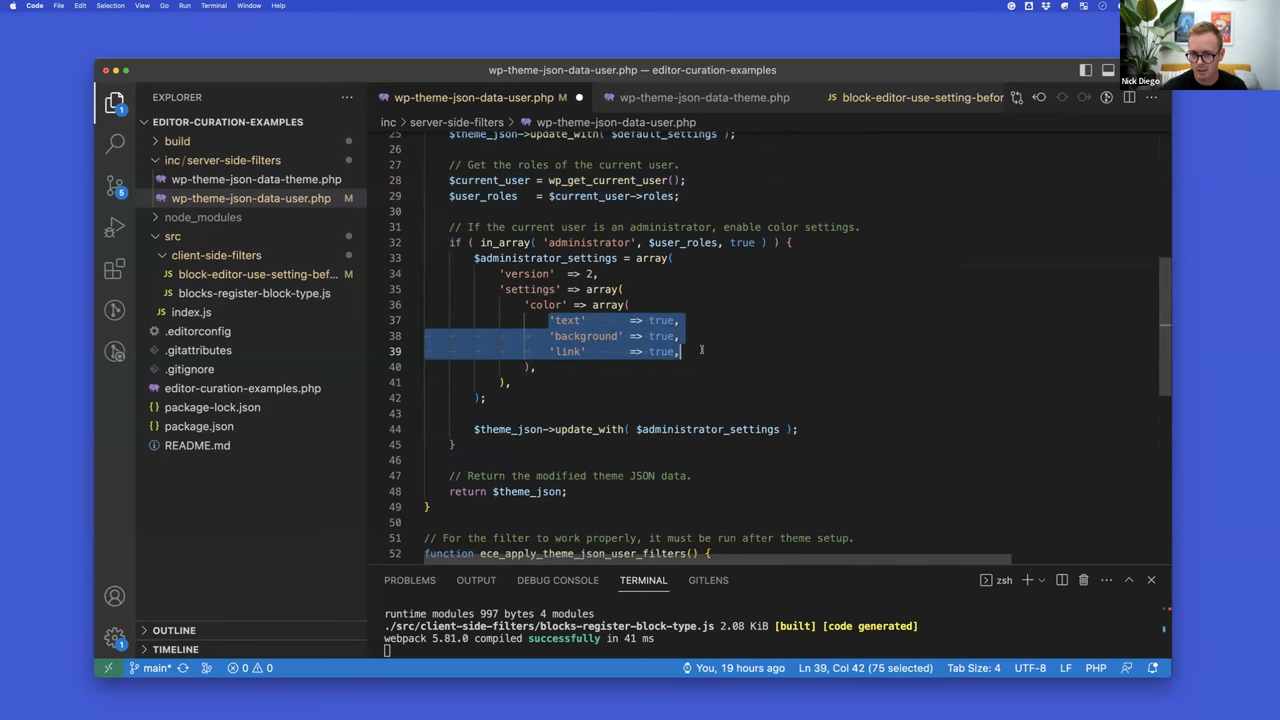 Code File Edit Selection View Go Run Terminal Window Help
Nick Diego
wp-theme-json-data-user.php — editor-curation-examples
EXPLORER
wp-theme-json-data-user.php M
wp-theme-json-data-theme.php
block-editor-use-setting-befor
inc > server-side-filters > wp-theme-json-data-user.php
EDITOR-CURATION-EXAMPLES
build
inc/server-side-filters
wp-theme-json-data-theme.php
wp-theme-json-data-user.php M
node_modules
src
client-side-filters
block-editor-use-setting-bef... M
blocks-register-block-type.js
index.js
.editorconfig
.gitattributes
.gitignore
editor-curation-examples.php
package-lock.json
package.json
README.md
OUTLINE
TIMELINE
25 $theme_json->update_with( $default_settings );
26
27 // Get the roles of the current user.
28 $current_user = wp_get_current_user();
29 $user_roles = $current_user->roles;
30
31 // If the current user is an administrator, enable color settings.
32 if ( in_array( 'administrator', $user_roles, true ) ) {
33 $administrator_settings = array(
34 'version' => 2,
35 'settings' => array(
36 'color' => array(
37 'text' => true,
38 'background' => true,
39 'link' => true,
40 ),
41 ),
42 );
43
44 $theme_json->update_with( $administrator_settings );
45 }
46
47 // Return the modified theme JSON data.
48 return $theme_json;
49 }
50
51 // For the filter to work properly, it must be run after theme setup.
52 function ece_apply_theme_json_user_filters() {
PROBLEMS OUTPUT DEBUG CONSOLE TERMINAL GITLENS
zsh
runtime modules 997 bytes 4 modules
./src/client-side-filters/blocks-register-block-type.js 2.08 KiB [built] [code generated]
webpack 5.81.0 compiled successfully in 41 ms
1
5
1
main* 0 0 You, 19 hours ago Ln 39, Col 42 (75 selected) Tab Size: 4 UTF-8 LF PHP